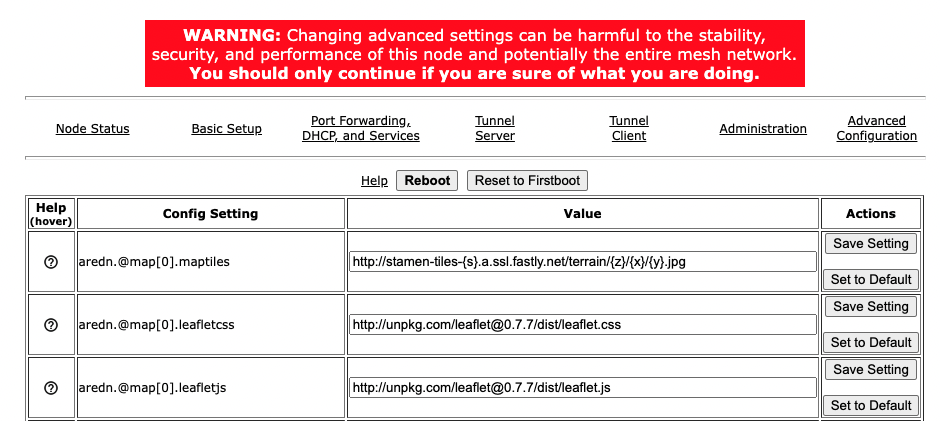 WARNING: Changing advanced settings can be harmful to the stability,
security, and performance of this node and potentially the entire mesh network.
You should only continue if you are sure of what you are doing.
Node Status
Basic Setup
Port Forwarding,
DHCP, and Services
Tunnel
Server
Tunnel
Client
Administration
Advanced
Configuration
Help Reboot Reset to Firstboot
Help
(hover)
Config Setting
Value
Actions
?
aredn.@map[0].maptiles
http://stamen-tiles-{s}.a.ssl.fastly.net/terrain/{z}/{x}/{y}.jpg
Save Setting
Set to Default
?
aredn.@map[0].leafletcss
http://unpkg.com/leaflet@0.7.7/dist/leaflet.css
Save Setting
Set to Default
?
aredn.@map[0].leafletjs
http://unpkg.com/leaflet@0.7.7/dist/leaflet.js
Save Setting
Set to Default